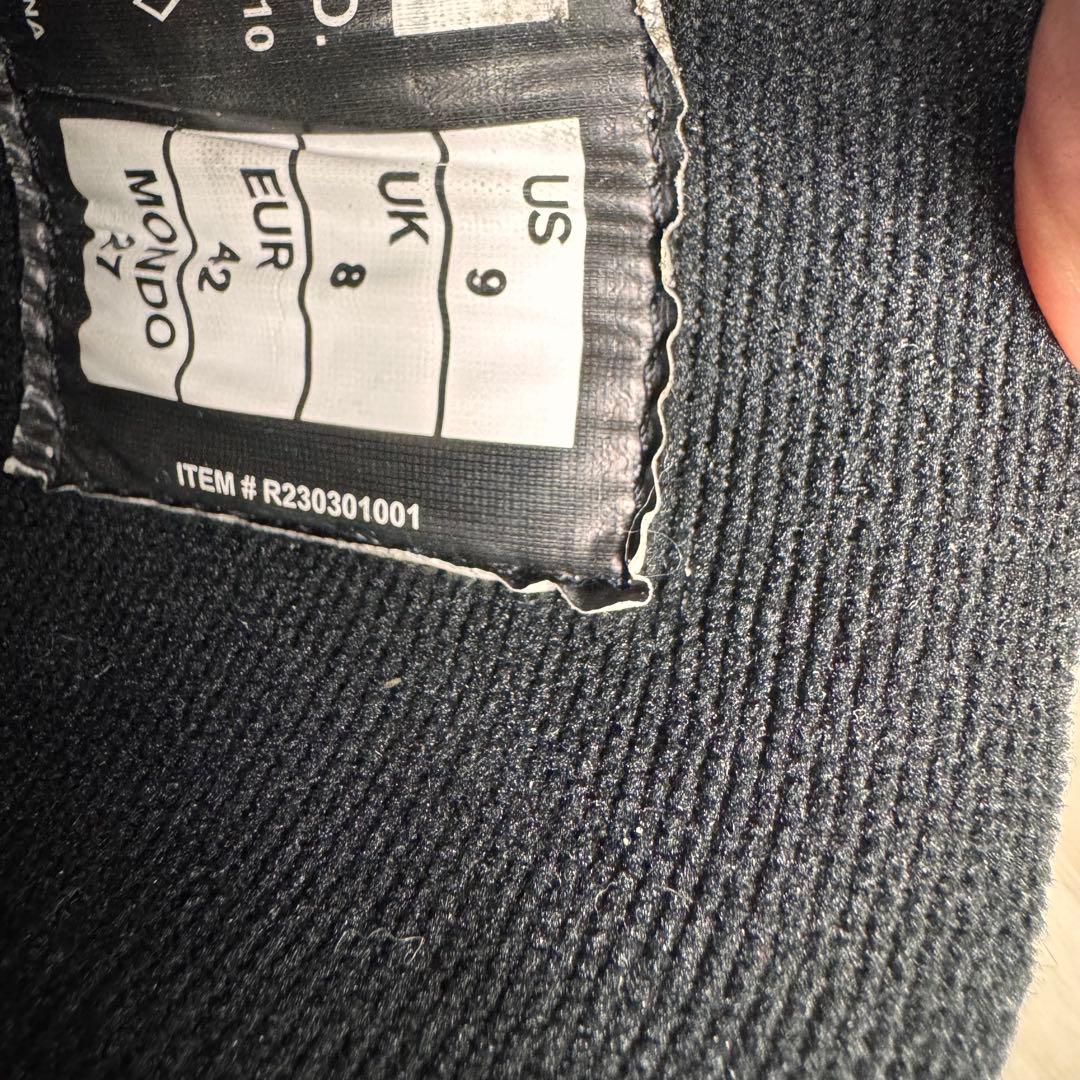 US 9
UK 8
EUR 42
MONDO 27
ITEM # R230301001